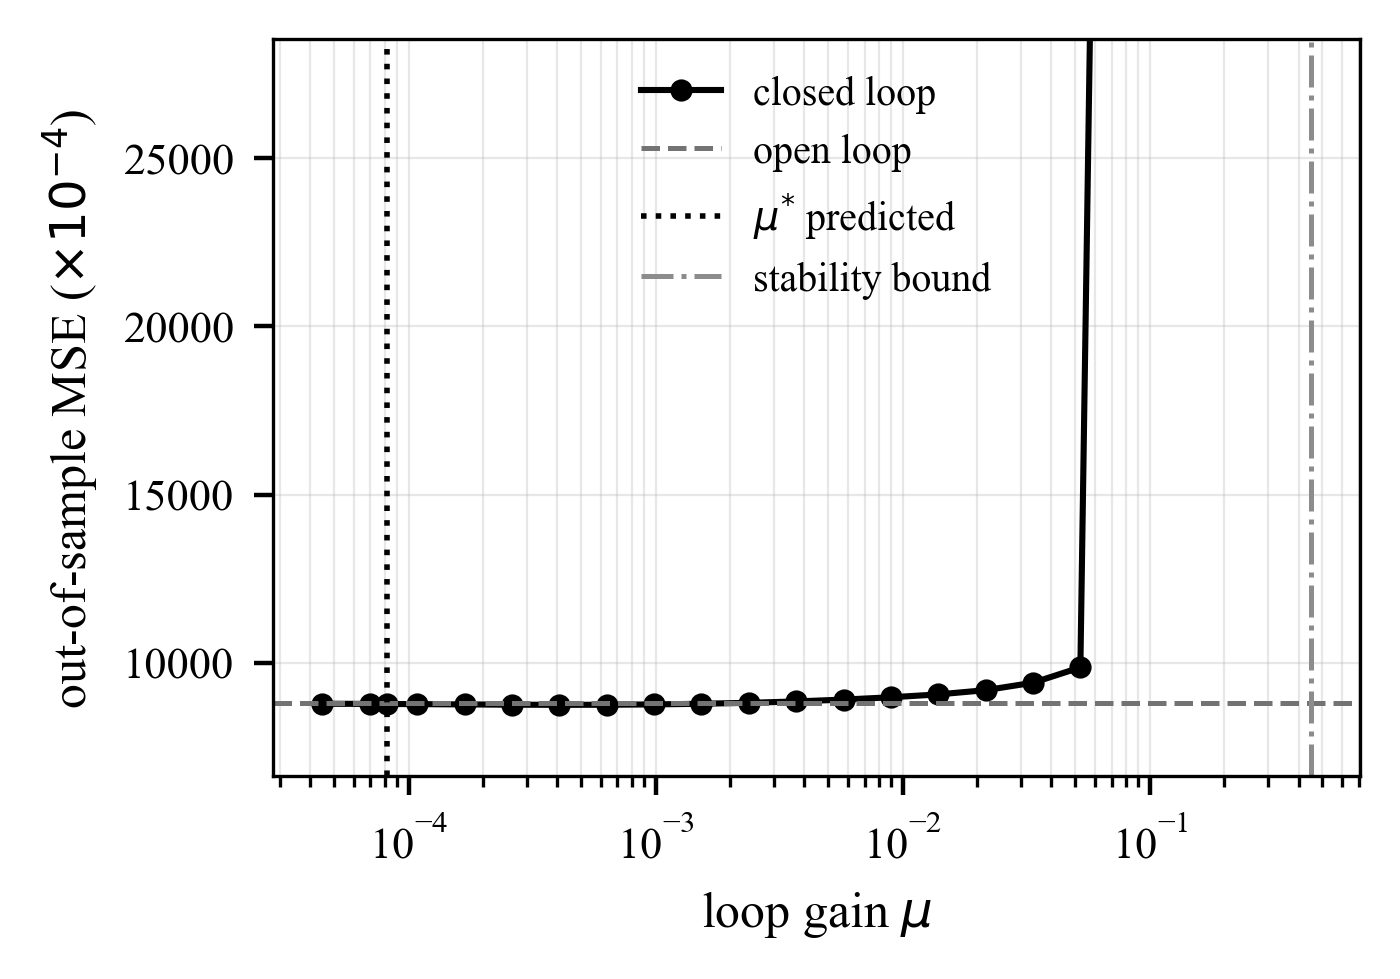 closed loop
open loop
μ* predicted
stability bound
out-of-sample MSE (×10⁻⁴)
25000
20000
15000
10000
10⁻⁴
10⁻³
10⁻²
10⁻¹
loop gain μ